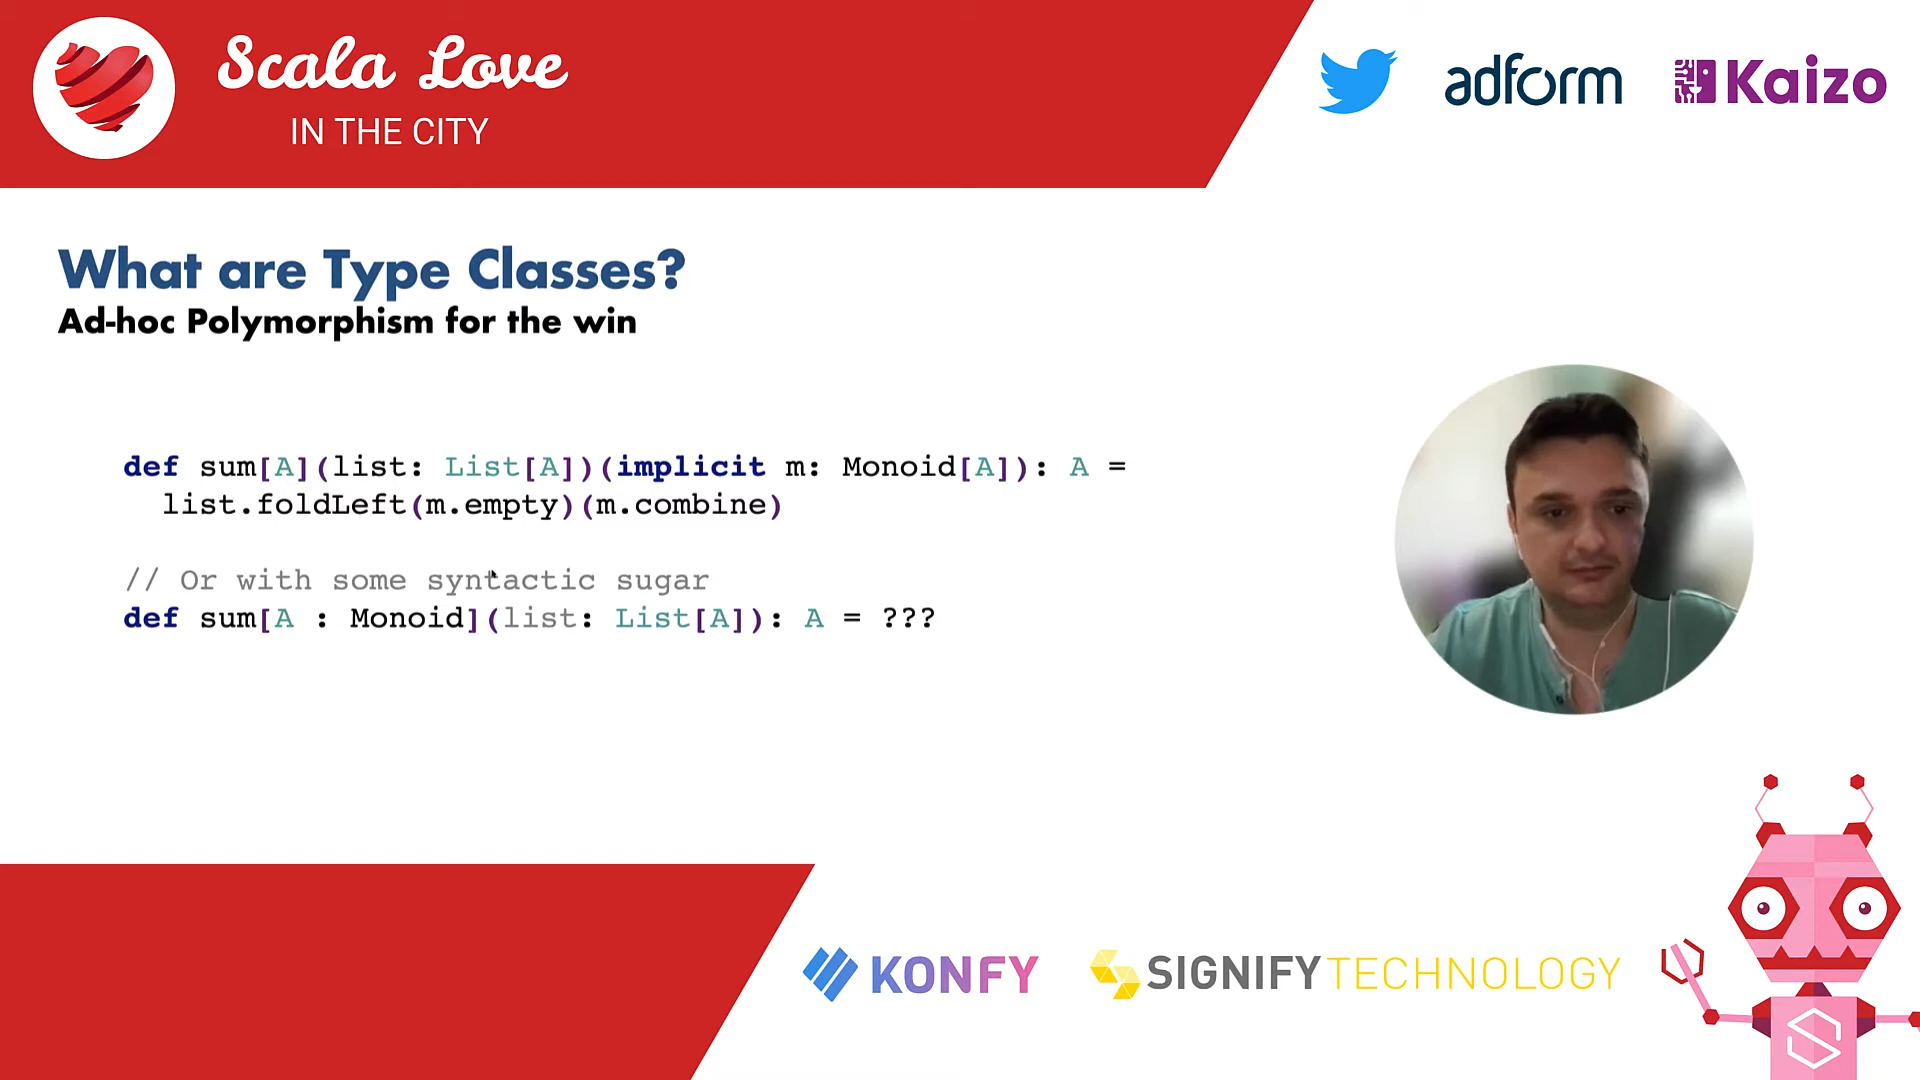 Scala Love
IN THE CITY
adform
Kaizo
What are Type Classes?
Ad-hoc Polymorphism for the win
def sum[A](list: List[A])(implicit m: Monoid[A]): A =
list.foldLeft(m.empty)(m.combine)
// Or with some syntactic sugar
def sum[A : Monoid](list: List[A]): A = ???
KONFY
SIGNIFYTECHNOLOGY